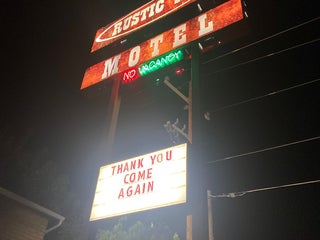 RUSTIC
MOTEL
NO VACANCY
THANK YOU
COME
AGAIN